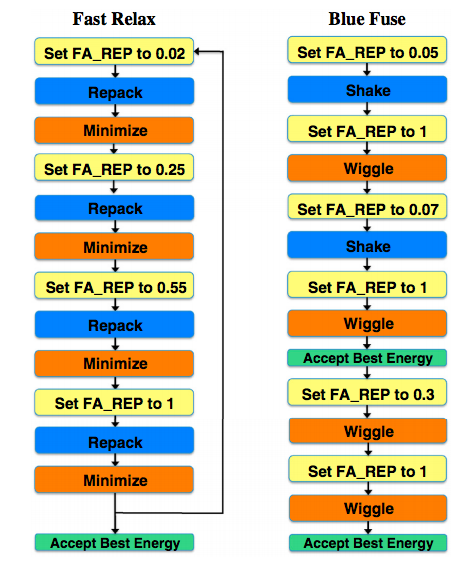 Fast Relax
Set FA_REP to 0.02
Repack
Minimize
Set FA_REP to 0.25
Repack
Minimize
Set FA_REP to 0.55
Repack
Minimize
Set FA_REP to 1
Repack
Minimize
Accept Best Energy
Blue Fuse
Set FA_REP to 0.05
Shake
Set FA_REP to 1
Wiggle
Set FA_REP to 0.07
Shake
Set FA_REP to 1
Wiggle
Accept Best Energy
Set FA_REP to 0.3
Wiggle
Set FA_REP to 1
Wiggle
Accept Best Energy